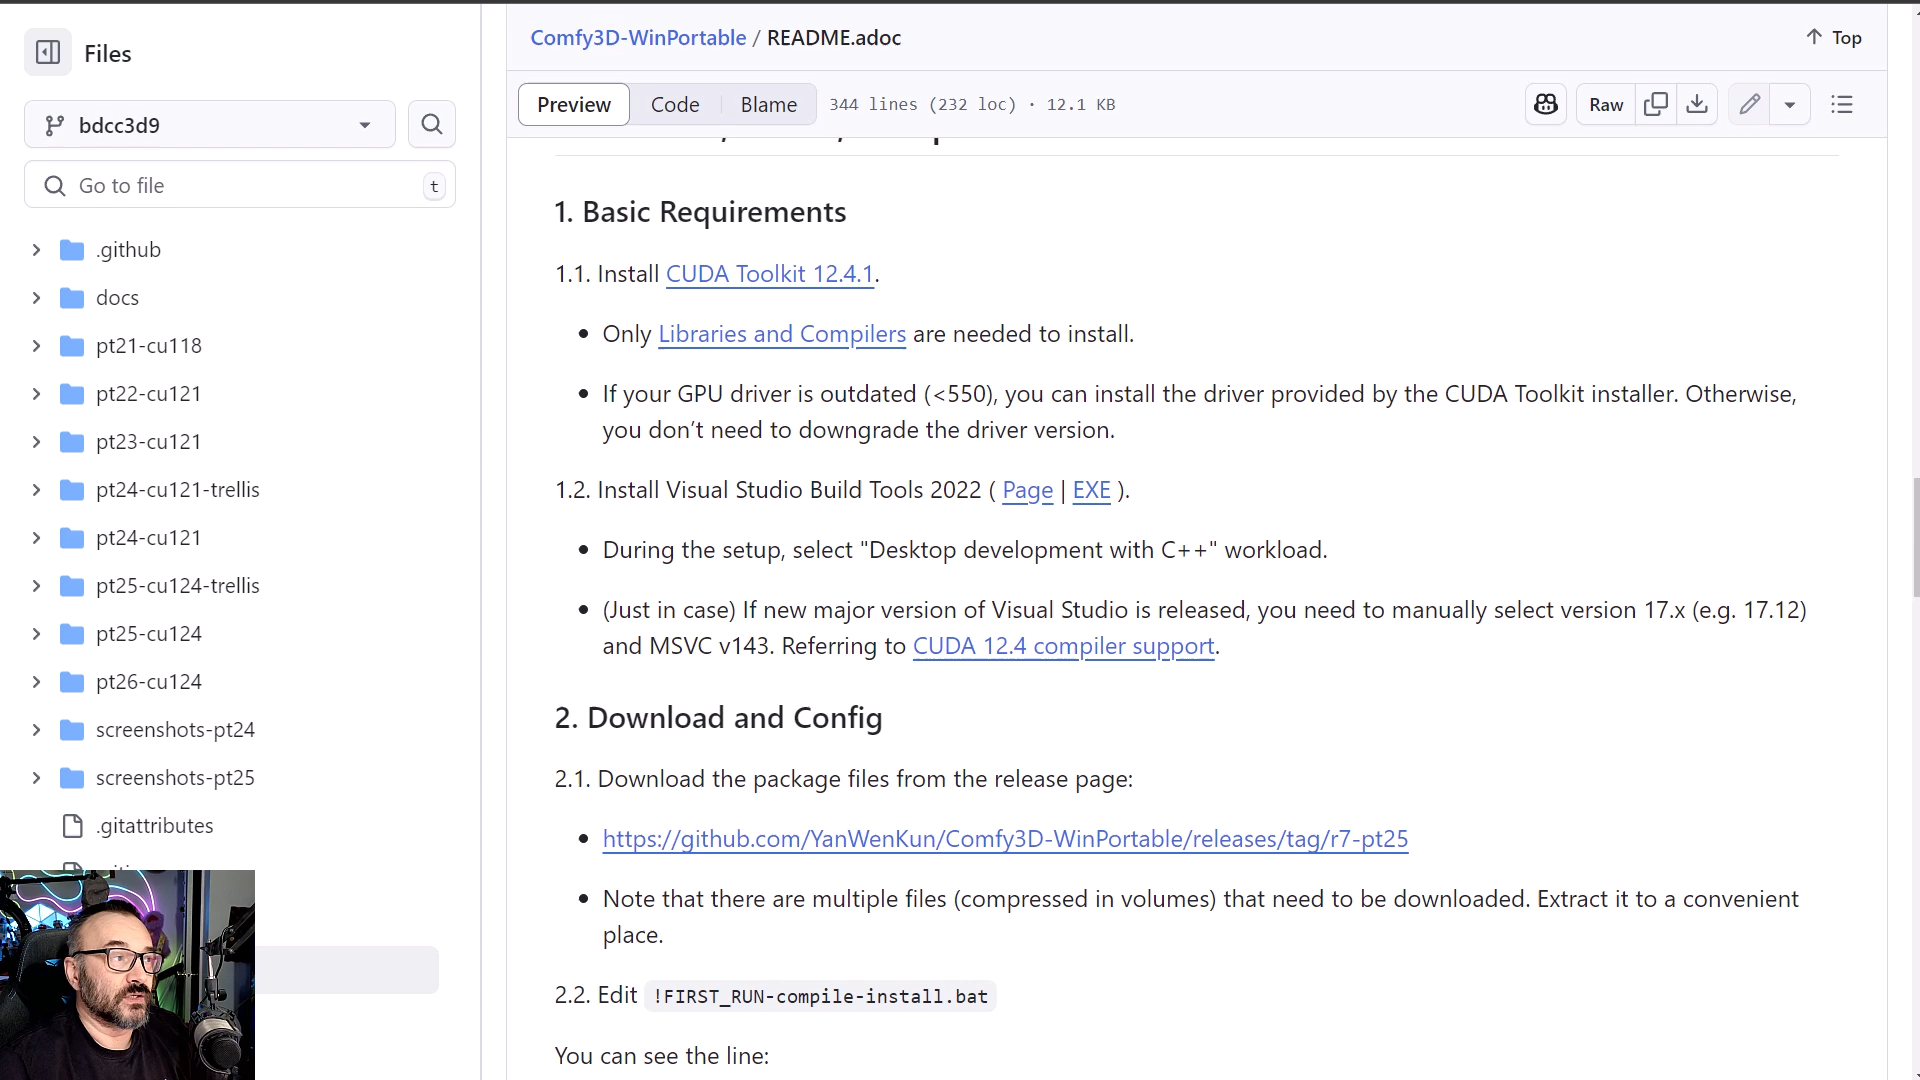 Files
bdcc3d9
Go to file
t
.github
docs
pt21-cu118
pt22-cu121
pt23-cu121
pt24-cu121-trellis
pt24-cu121
pt25-cu124-trellis
pt25-cu124
pt26-cu124
screenshots-pt24
screenshots-pt25
.gitattributes
Comfy3D-WinPortable / README.adoc
Top
Preview Code Blame 344 lines (232 loc) · 12.1 KB
Raw
1. Basic Requirements
1.1. Install CUDA Toolkit 12.4.1.
• Only Libraries and Compilers are needed to install.
• If your GPU driver is outdated (<550), you can install the driver provided by the CUDA Toolkit installer. Otherwise,
you don’t need to downgrade the driver version.
1.2. Install Visual Studio Build Tools 2022 ( Page | EXE ).
• During the setup, select "Desktop development with C++" workload.
• (Just in case) If new major version of Visual Studio is released, you need to manually select version 17.x (e.g. 17.12)
and MSVC v143. Referring to CUDA 12.4 compiler support.
2. Download and Config
2.1. Download the package files from the release page:
• https://github.com/YanWenKun/Comfy3D-WinPortable/releases/tag/r7-pt25
• Note that there are multiple files (compressed in volumes) that need to be downloaded. Extract it to a convenient
place.
2.2. Edit !FIRST_RUN-compile-install.bat
You can see the line: